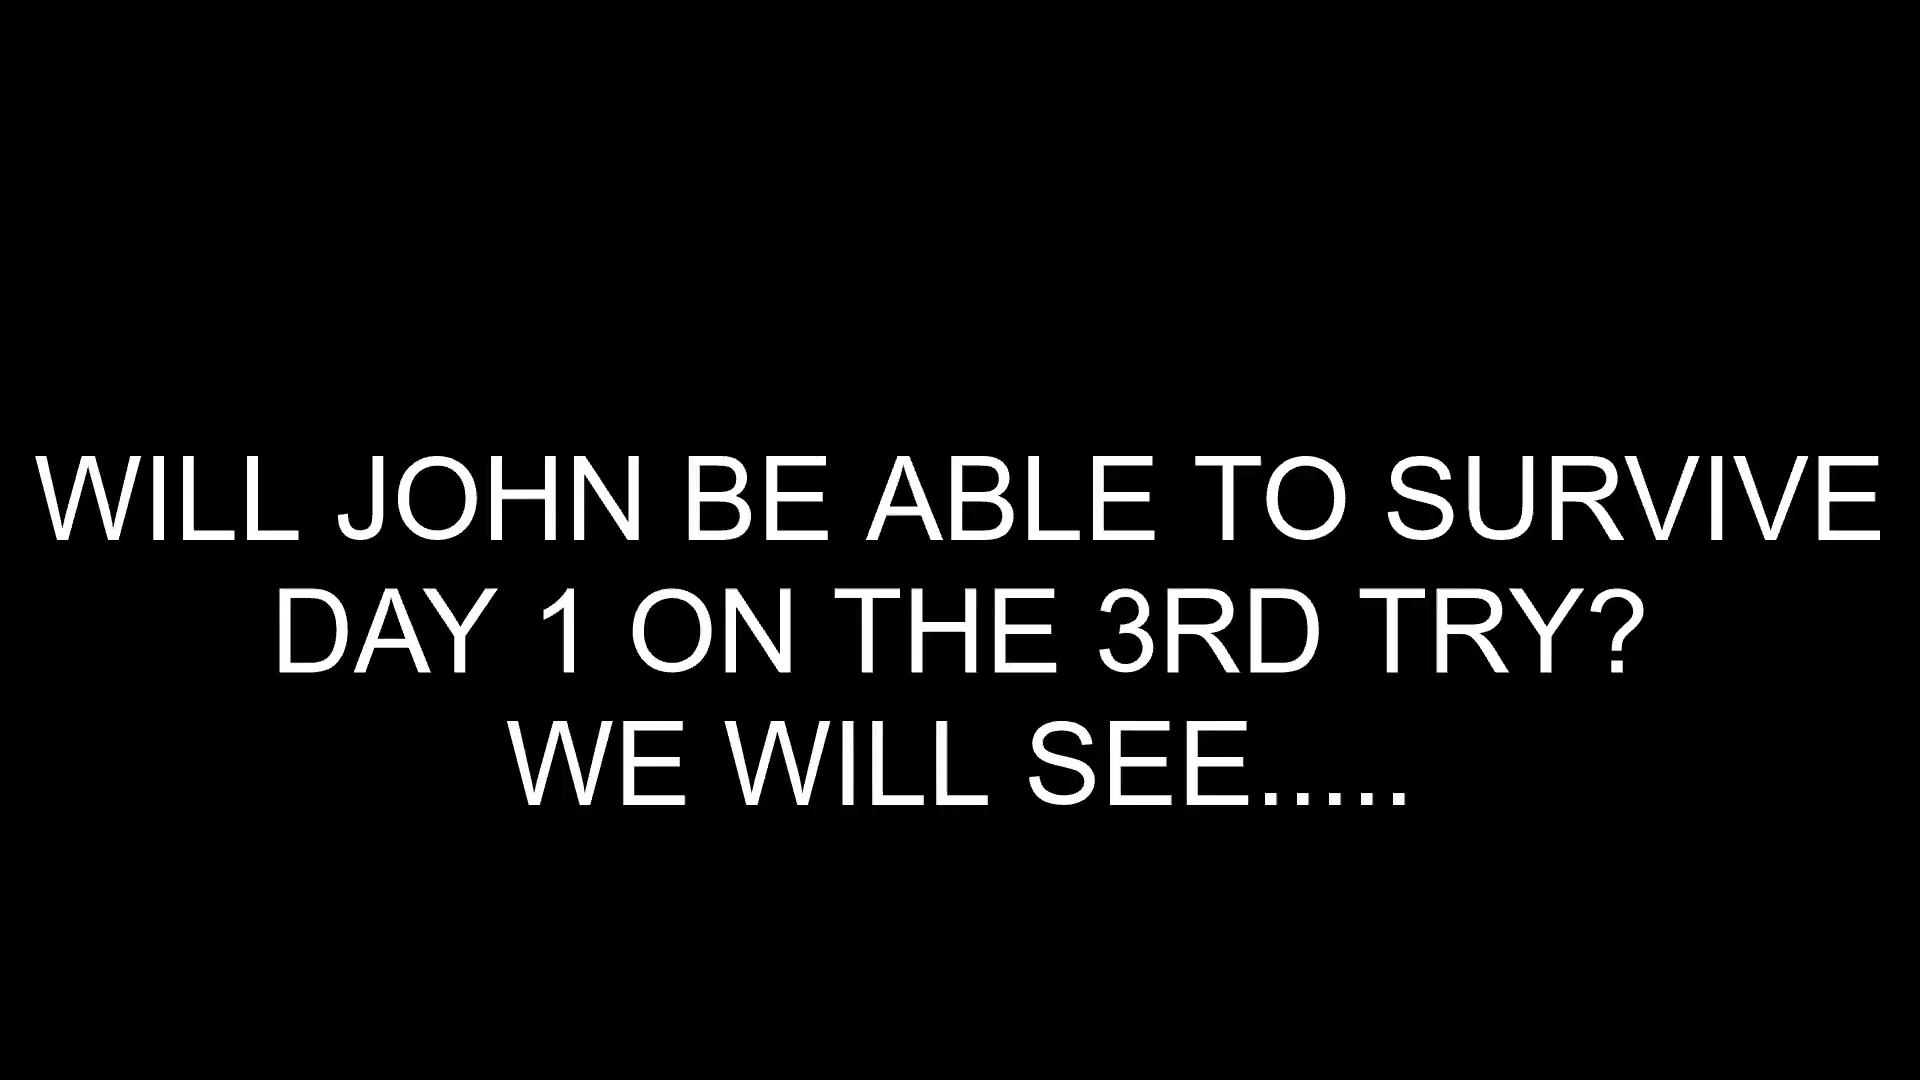 WILL JOHN BE ABLE TO SURVIVE
DAY 1 ON THE 3RD TRY?
WE WILL SEE.....